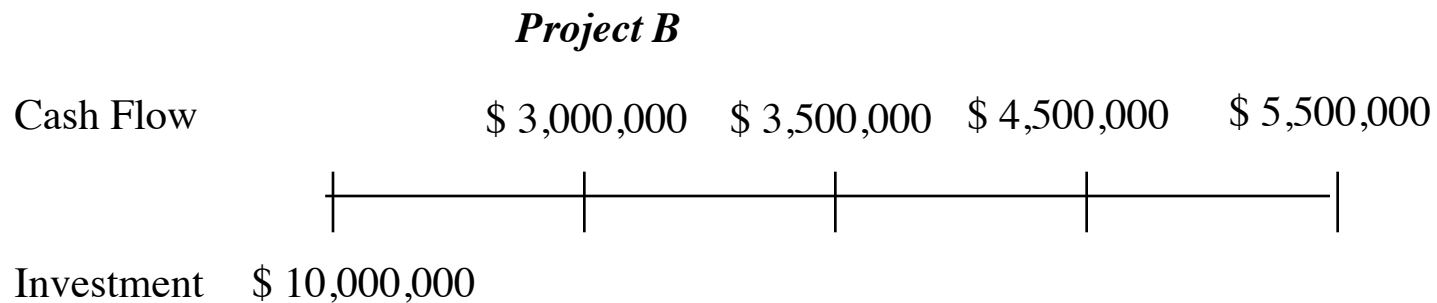 Project B
Cash Flow $ 3,000,000 $ 3,500,000 $ 4,500,000 $ 5,500,000
Investment $ 10,000,000